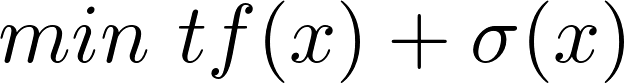 min tf(x) + σ(x)